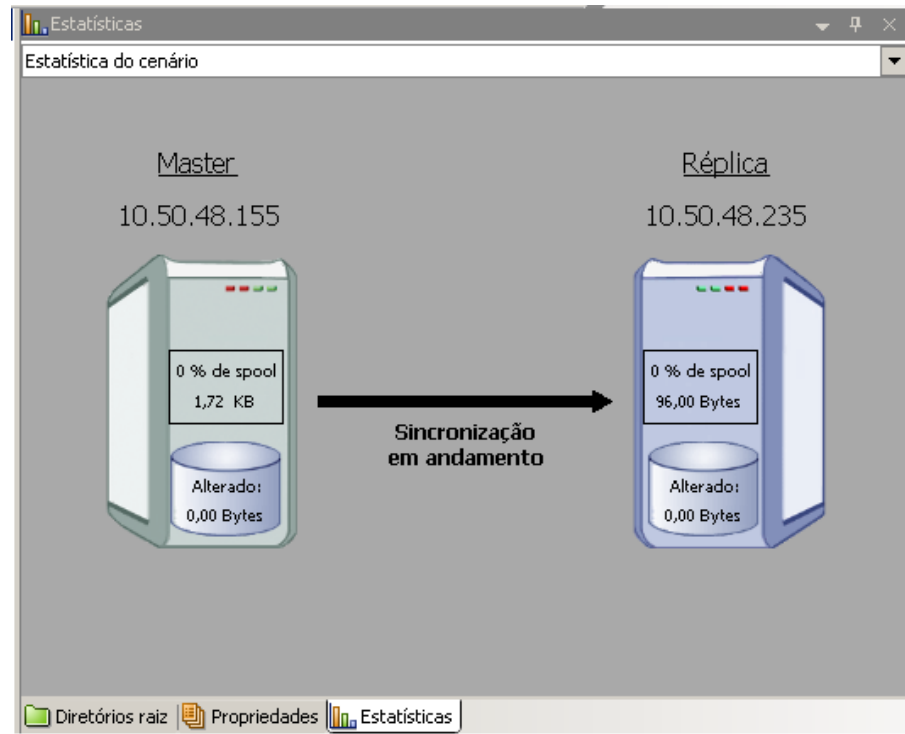 Estatísticas
Estatística do cenário
Master
Réplica
10.50.48.155
10.50.48.235
0 % de spool
1,72 KB
0 % de spool
96,00 Bytes
Sincronização
em andamento
Alterado:
0,00 Bytes
Alterado:
0,00 Bytes
Diretórios raiz
Propriedades
Estatísticas